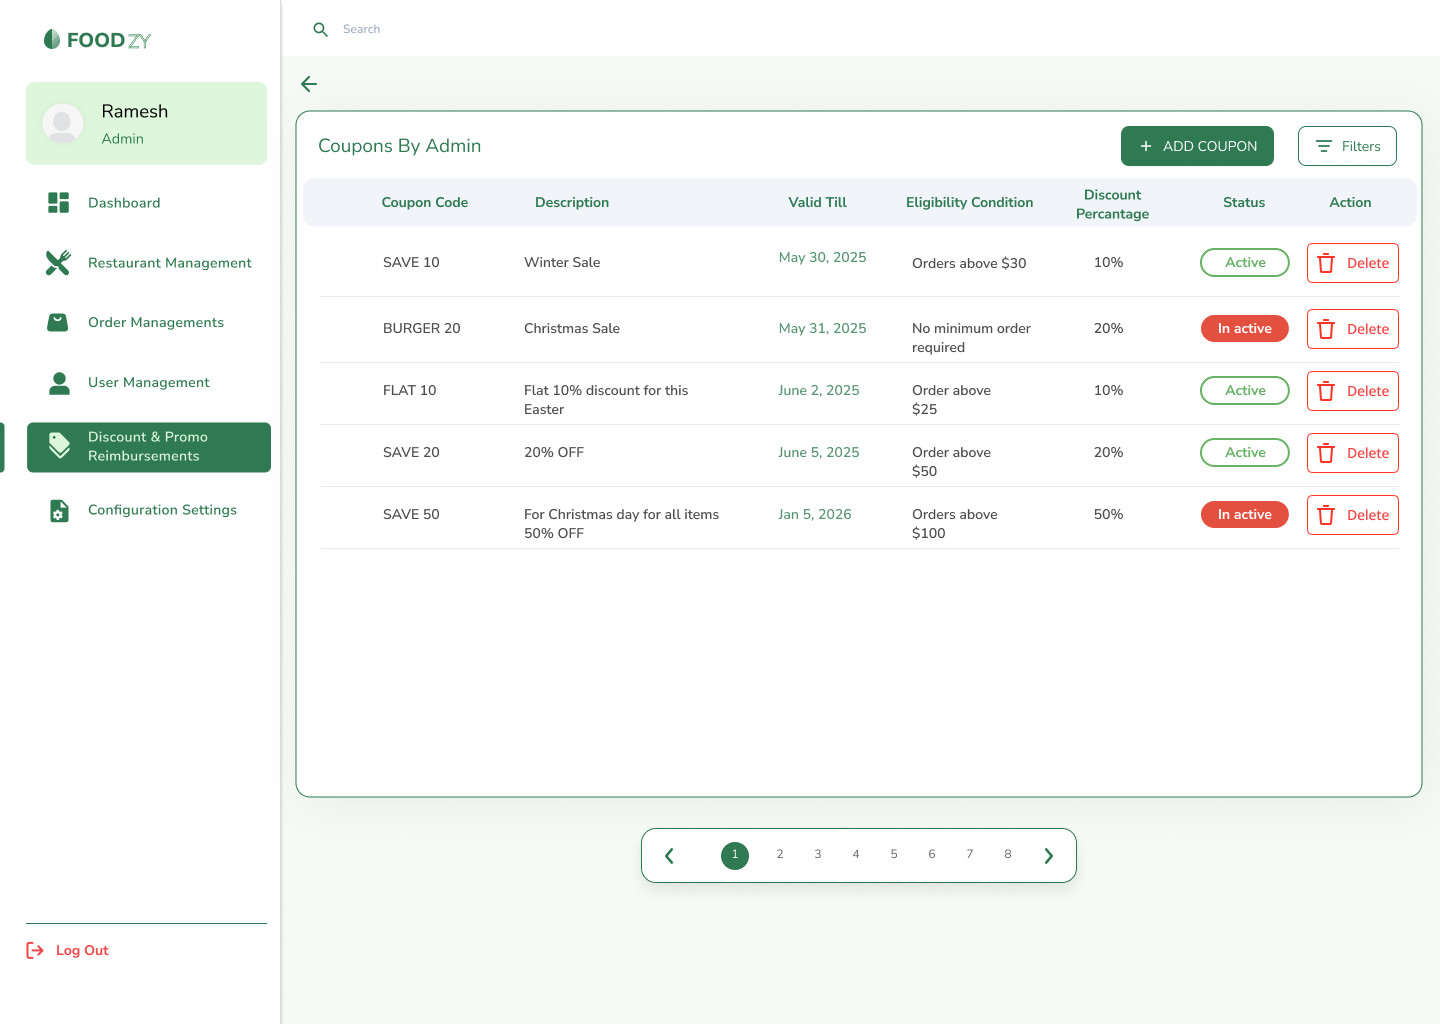 FOODZY
Search
Ramesh
Admin
Dashboard
Restaurant Management
Order Managements
User Management
Discount & Promo
Reimbursements
Configuration Settings
Log Out
Coupons By Admin
+ ADD COUPON
Filters
Coupon Code Description Valid Till Eligibility Condition Discount Status Action
Percantage
SAVE 10 Winter Sale May 30, 2025 Orders above $30 10% Active Delete
BURGER 20 Christmas Sale May 31, 2025 No minimum order 20% In active Delete
required
FLAT 10 Flat 10% discount for this June 2, 2025 Order above 10% Active Delete
Easter $25
SAVE 20 20% OFF June 5, 2025 Order above 20% Active Delete
$50
SAVE 50 For Christmas day for all items Jan 5, 2026 Orders above 50% In active Delete
50% OFF $100
1 2 3 4 5 6 7 8